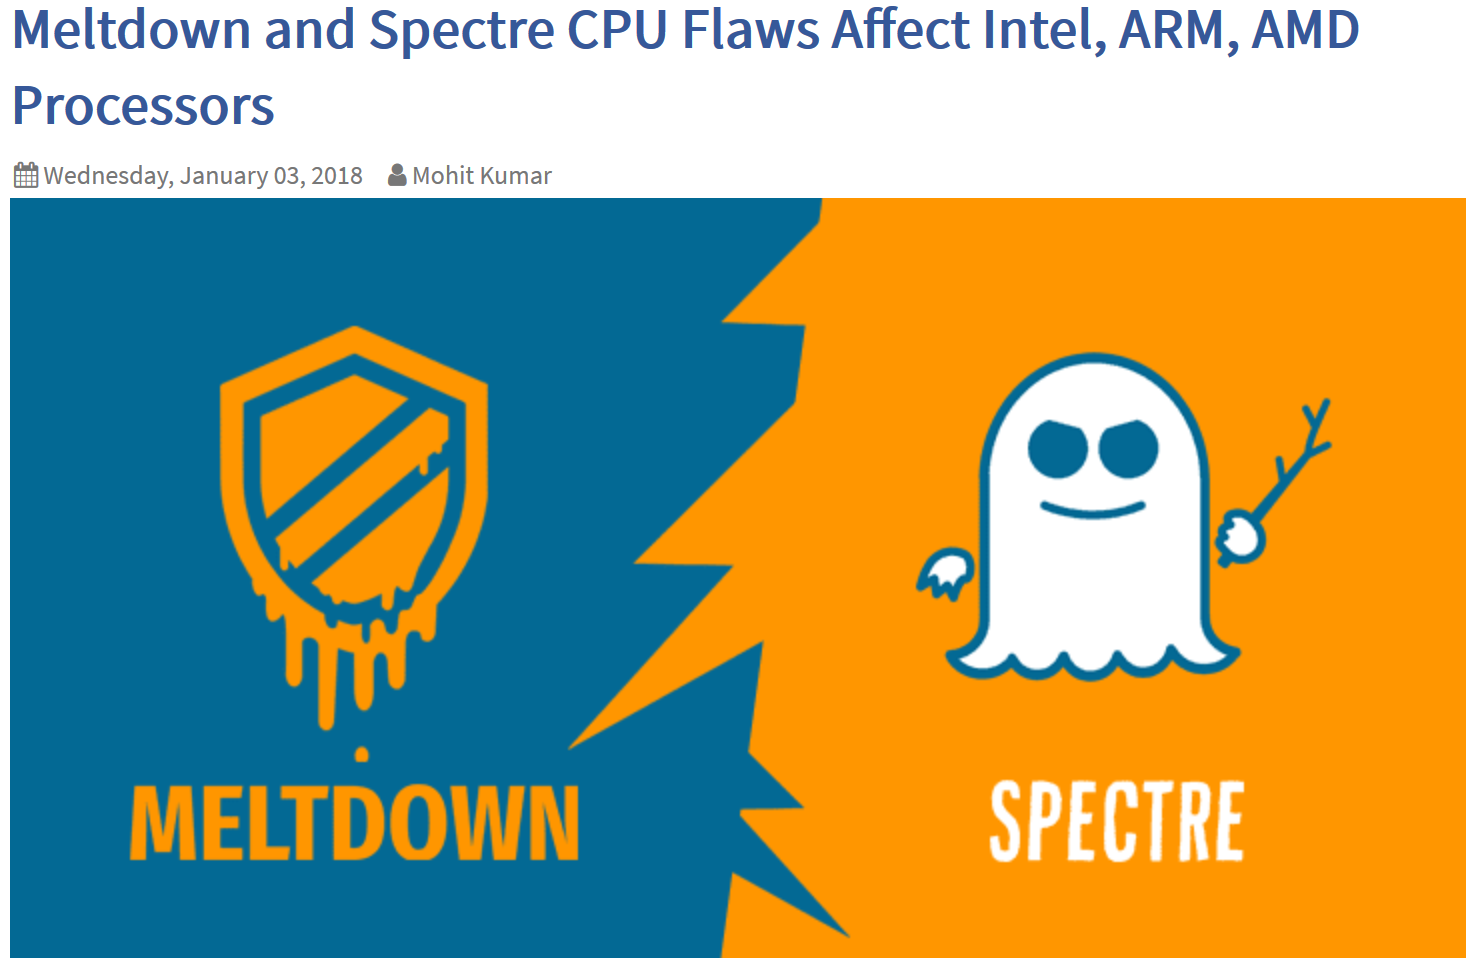 Meltdown and Spectre CPU Flaws Affect Intel, ARM, AMD
Processors
Wednesday, January 03, 2018 Mohit Kumar
MELTDOWN
SPECTRE